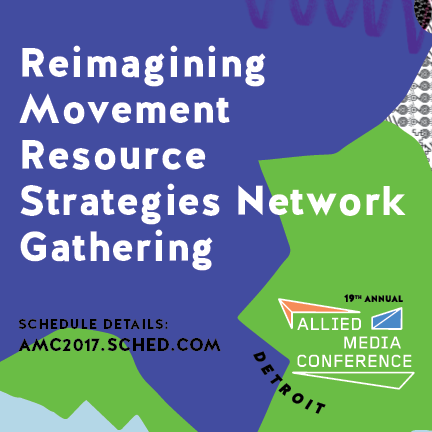 Reimagining
Movement
Resource
Strategies Network
Gathering
SCHEDULE DETAILS:
AMC2017.SCHED.COM
19TH ANNUAL
ALLIED
MEDIA
CONFERENCE
DETROIT